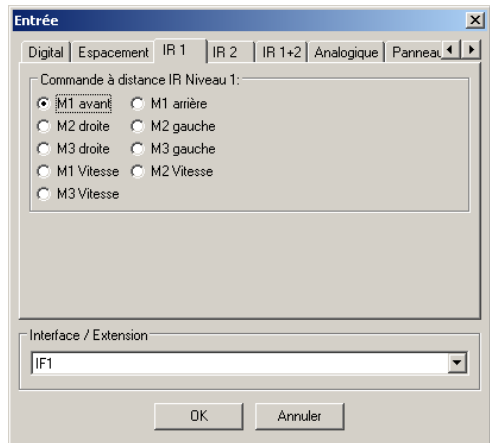 Entrée
Digital Espacement IR 1 IR 2 IR 1+2 Analogique
Commande à distance IR Niveau 1:
M1 avant M1 arrière
M2 droite M2 gauche
M3 droite M3 gauche
M1 Vitesse M2 Vitesse
M3 Vitesse
Interface / Extension
IF1
OK Annuler